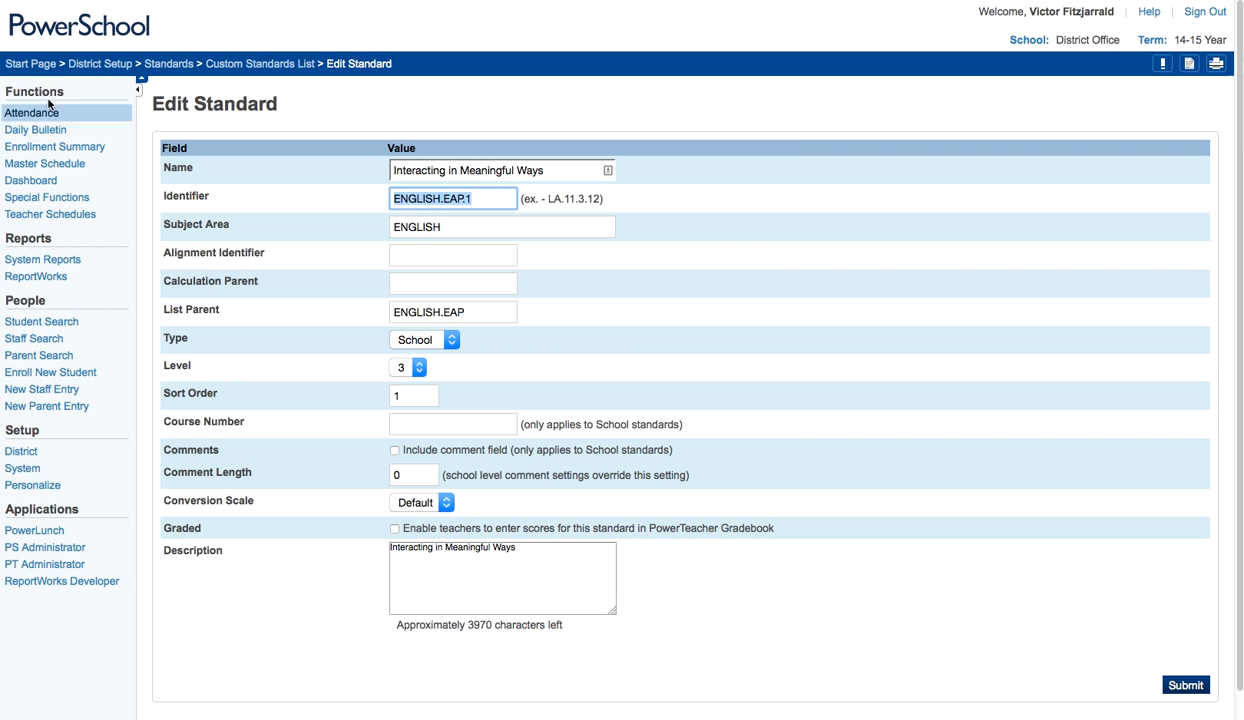 PowerSchool
Welcome, Victor Fitzjarrald | Help | Sign Out
School: District Office Term: 14-15 Year
Start Page > District Setup > Standards > Custom Standards List > Edit Standard
Functions
Attendance
Daily Bulletin
Enrollment Summary
Master Schedule
Dashboard
Special Functions
Teacher Schedules
Reports
System Reports
ReportWorks
People
Student Search
Staff Search
Parent Search
Enroll New Student
New Staff Entry
New Parent Entry
Setup
District
System
Personalize
Applications
PowerLunch
PS Administrator
PT Administrator
ReportWorks Developer
Edit Standard
Field Value
Name Interacting in Meaningful Ways
Identifier ENGLISH.EAP.1 (ex. - LA.11.3.12)
Subject Area ENGLISH
Alignment Identifier
Calculation Parent
List Parent ENGLISH.EAP
Type School
Level 3
Sort Order 1
Course Number (only applies to School standards)
Comments Include comment field (only applies to School standards)
Comment Length 0 (school level comment settings override this setting)
Conversion Scale Default
Graded Enable teachers to enter scores for this standard in PowerTeacher Gradebook
Description Interacting in Meaningful Ways
Approximately 3970 characters left
Submit